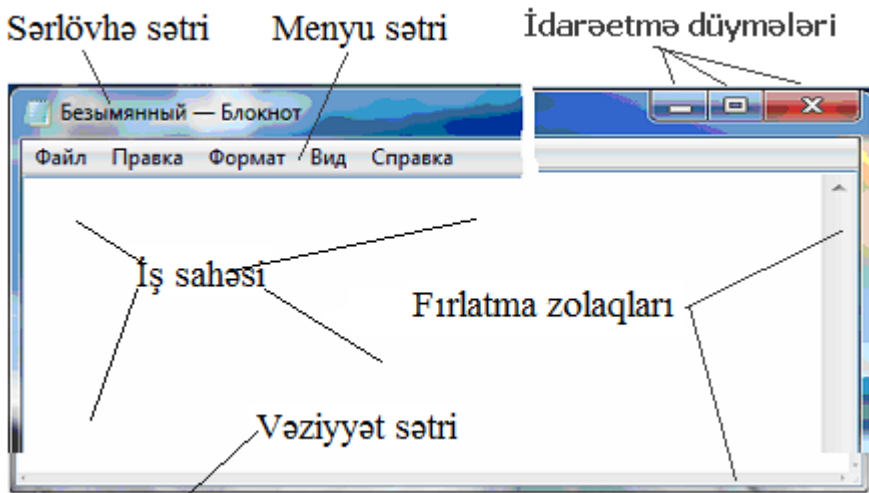 Sərlövhə sətri Menyu sətri İdarəetmə düymələri
Безымянный — Блокнот
Файл Правка Формат Вид Справка
İş sahəsi
Fırlatma zolaqları
Vəziyyət sətri